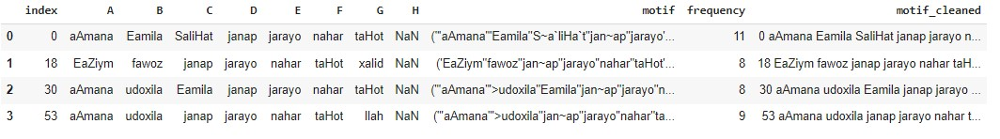 index A B C D E F G H motif frequency motif_cleaned
0 0 aAmana Eamila SaliHat janap jarayo nahar taHot NaN ("'aAmana'"Eamila"S~a`liHa`t"jan~ap"jarayo'... 11 0 aAmana Eamila SaliHat janap jarayo n...
1 18 EaZiym fawoz janap jarayo nahar taHot xalid NaN ('EaZiym"fawoz"jan~ap"jarayo"nahar"taHot'... 8 18 EaZiym fawoz janap jarayo nahar taH...
2 30 aAmana udoxila Eamila janap jarayo nahar taHot NaN ("'aAmana'">udoxila"Eamila"jan~ap"jarayo"n... 8 30 aAmana udoxila Eamila janap jarayo ...
3 53 aAmana udoxila janap jarayo nahar taHot llah NaN ("'aAmana'">udoxila"jan~ap"jarayo"nahar"ta... 9 53 aAmana udoxila janap jarayo nahar t...